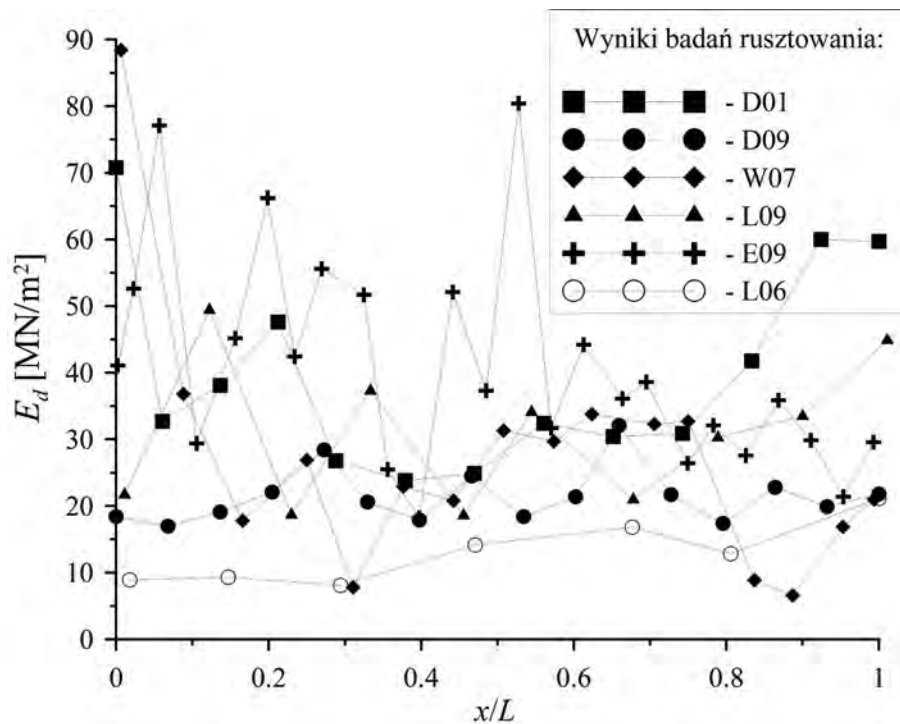 Wyniki badań rusztowania:
- D01
- D09
- W07
- L09
- E09
- L06
90
80
70
60
50
40
30
20
10
0
E_d [MN/m²]
0 0.2 0.4 0.6 0.8 1
x/L